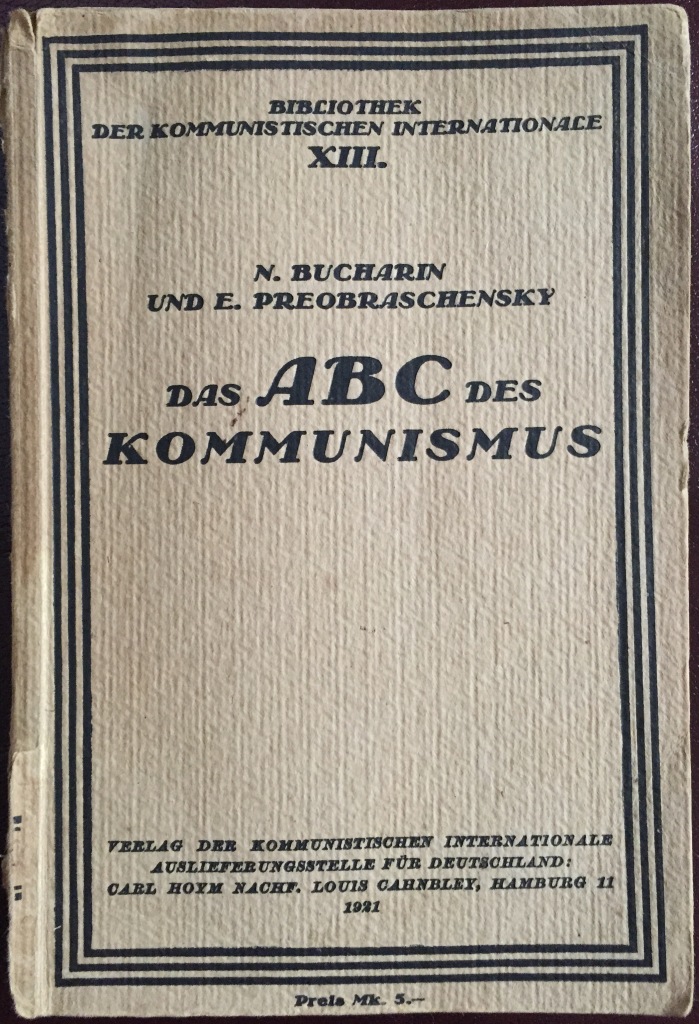 BIBLIOTHEK
DER KOMMUNISTISCHEN INTERNATIONALE
XIII.
N. BUCHARIN
UND E. PREOBRASCHENSKY
DAS ABC DES
KOMMUNISMUS
VERLAG DER KOMMUNISTISCHEN INTERNATIONALE
AUSLIEFERUNGSSTELLE FÜR DEUTSCHLAND:
CARL HOYM NACHF. LOUIS CAHNBLEY, HAMBURG 11
1921
Preis Mk. 5.—